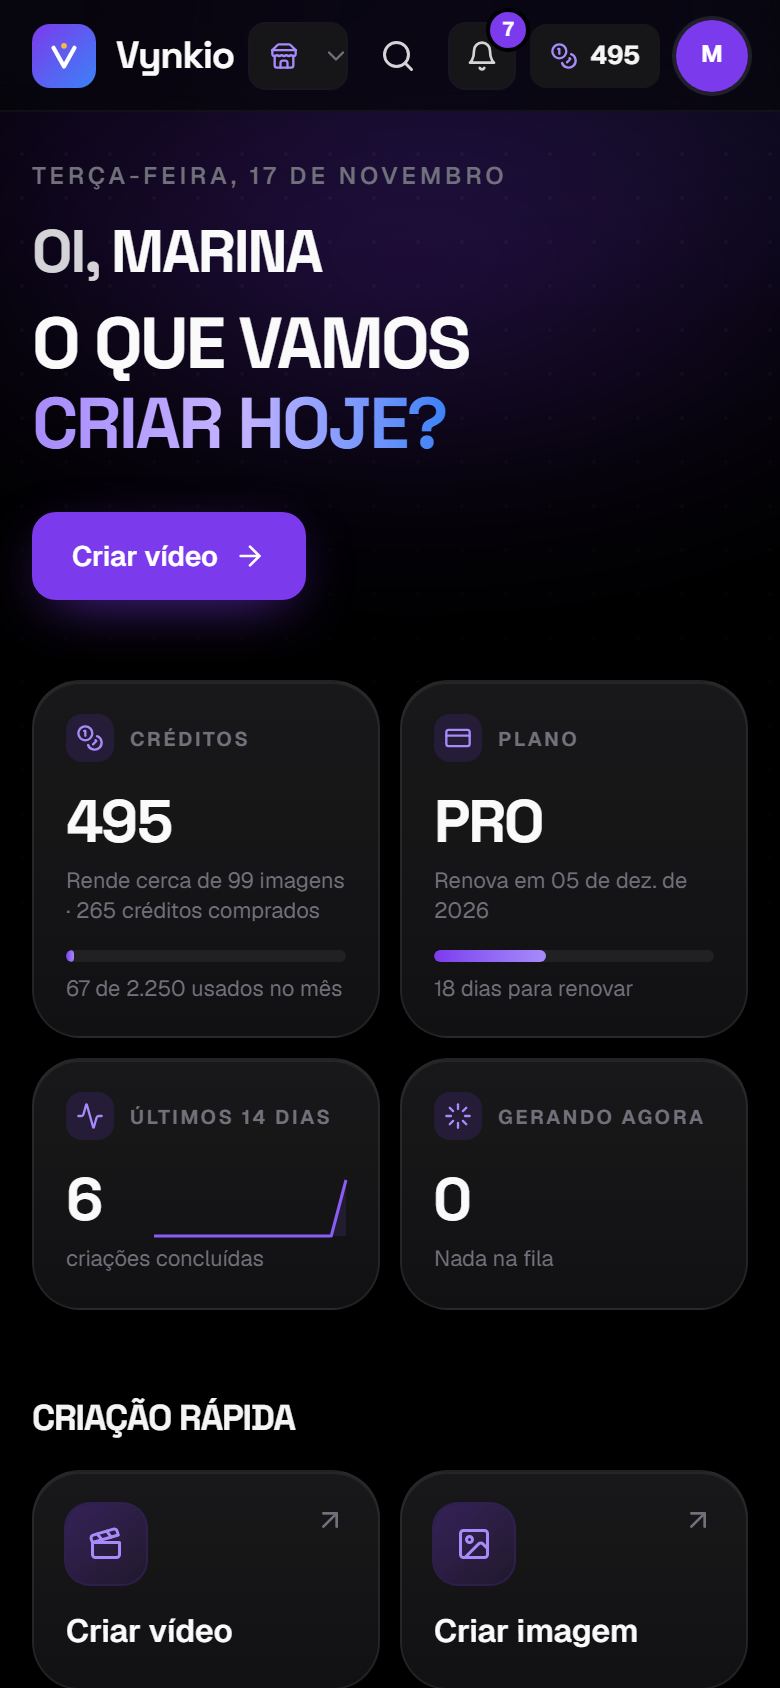 Vynkio
7
495
M
TERÇA-FEIRA, 17 DE NOVEMBRO
OI, MARINA
O QUE VAMOS
CRIAR HOJE?
Criar vídeo
CRÉDITOS
495
Rende cerca de 99 imagens
· 265 créditos comprados
67 de 2.250 usados no mês
PLANO
PRO
Renova em 05 de dez. de
2026
18 dias para renovar
ÚLTIMOS 14 DIAS
6
criações concluídas
GERANDO AGORA
0
Nada na fila
CRIAÇÃO RÁPIDA
Criar vídeo
Criar imagem